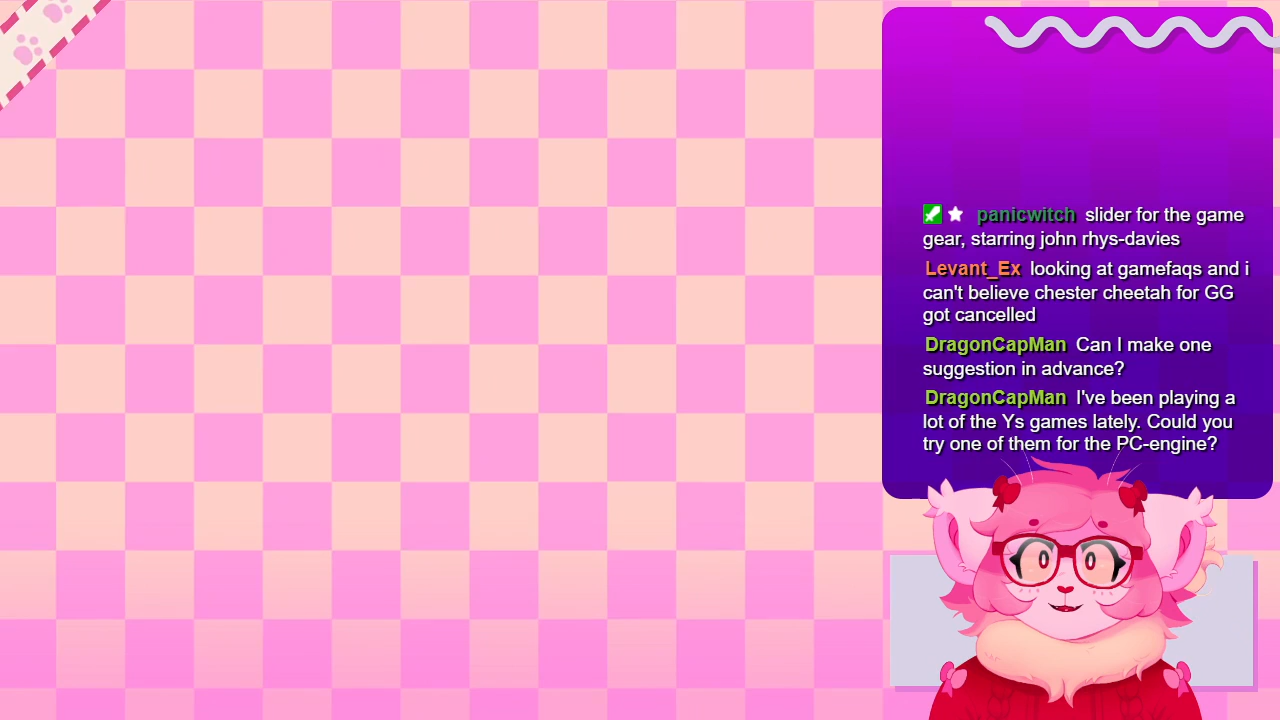 panicwitch slider for the game
gear, starring john rhys-davies
Levant_Ex looking at gamefaqs and i
can't believe chester cheetah for GG
got cancelled
DragonCapMan Can I make one
suggestion in advance?
DragonCapMan I've been playing a
lot of the Ys games lately. Could you
try one of them for the PC-engine?